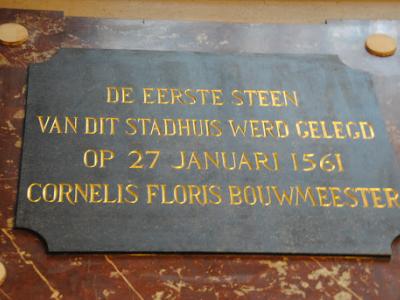 DE EERSTE STEEN
VAN DIT STADHUIS WERD GELEGD
OP 27 JANUARI 1561
CORNELIS FLORIS BOUWMEESTER